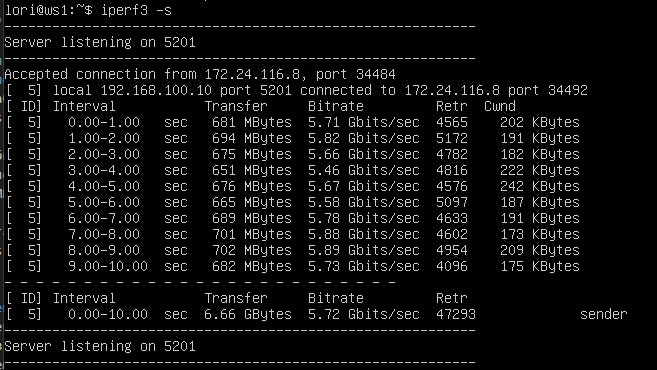 lori@ws1:~$ iperf3 -s
-----------------------------------------------------------
Server listening on 5201
-----------------------------------------------------------
Accepted connection from 172.24.116.8, port 34484
[  5] local 192.168.100.10 port 5201 connected to 172.24.116.8 port 34492
[ ID] Interval           Transfer     Bitrate         Retr  Cwnd
[  5]   0.00-1.00   sec   681 MBytes  5.71 Gbits/sec  4565    202 KBytes
[  5]   1.00-2.00   sec   694 MBytes  5.82 Gbits/sec  5172    191 KBytes
[  5]   2.00-3.00   sec   675 MBytes  5.66 Gbits/sec  4782    182 KBytes
[  5]   3.00-4.00   sec   651 MBytes  5.46 Gbits/sec  4816    222 KBytes
[  5]   4.00-5.00   sec   676 MBytes  5.67 Gbits/sec  4576    242 KBytes
[  5]   5.00-6.00   sec   665 MBytes  5.58 Gbits/sec  5097    187 KBytes
[  5]   6.00-7.00   sec   689 MBytes  5.78 Gbits/sec  4633    191 KBytes
[  5]   7.00-8.00   sec   701 MBytes  5.88 Gbits/sec  4602    173 KBytes
[  5]   8.00-9.00   sec   702 MBytes  5.89 Gbits/sec  4954    209 KBytes
[  5]   9.00-10.00  sec   682 MBytes  5.73 Gbits/sec  4096    175 KBytes
- - - - - - - - - - - - - - - - - - - - - - - - -
[ ID] Interval           Transfer     Bitrate         Retr
[  5]   0.00-10.00  sec  6.66 GBytes  5.72 Gbits/sec  47293             sender
-----------------------------------------------------------
Server listening on 5201
-----------------------------------------------------------